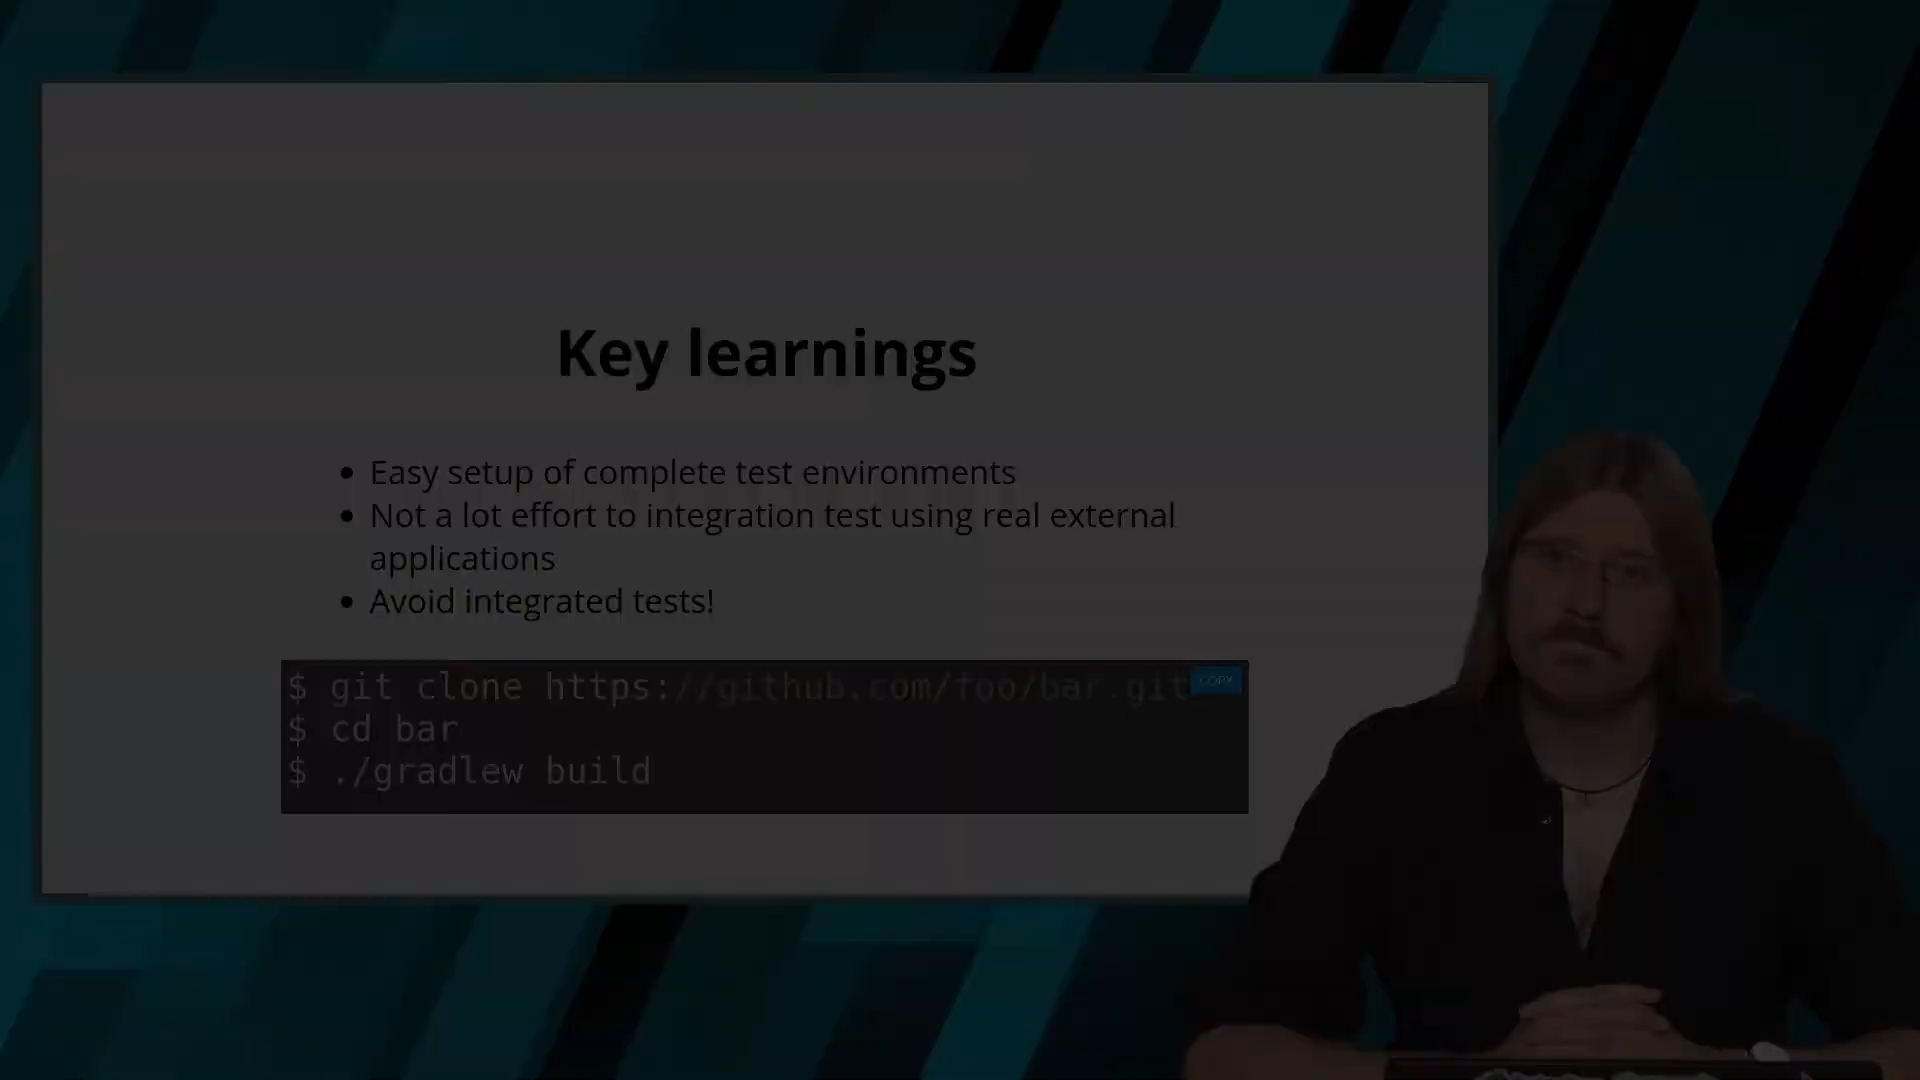 Key learnings
Easy setup of complete test environments
Not a lot effort to integration test using real external
applications
Avoid integrated tests!
$ git clone https://github.com/foo/bar.git
COPY
$ cd bar
$ ./gradlew build